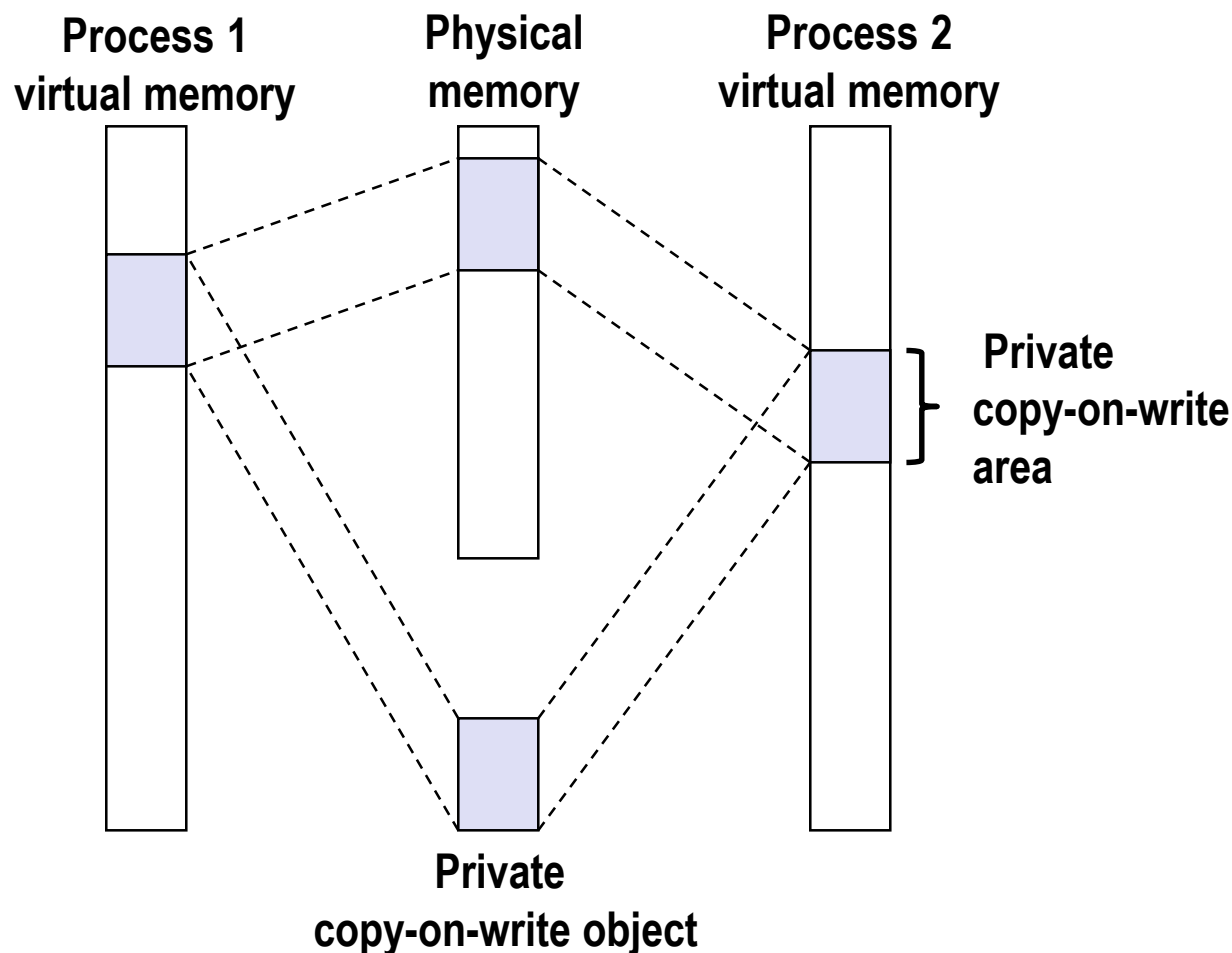 Process 1
virtual memory
Physical
memory
Process 2
virtual memory
Private
copy-on-write
area
Private
copy-on-write object